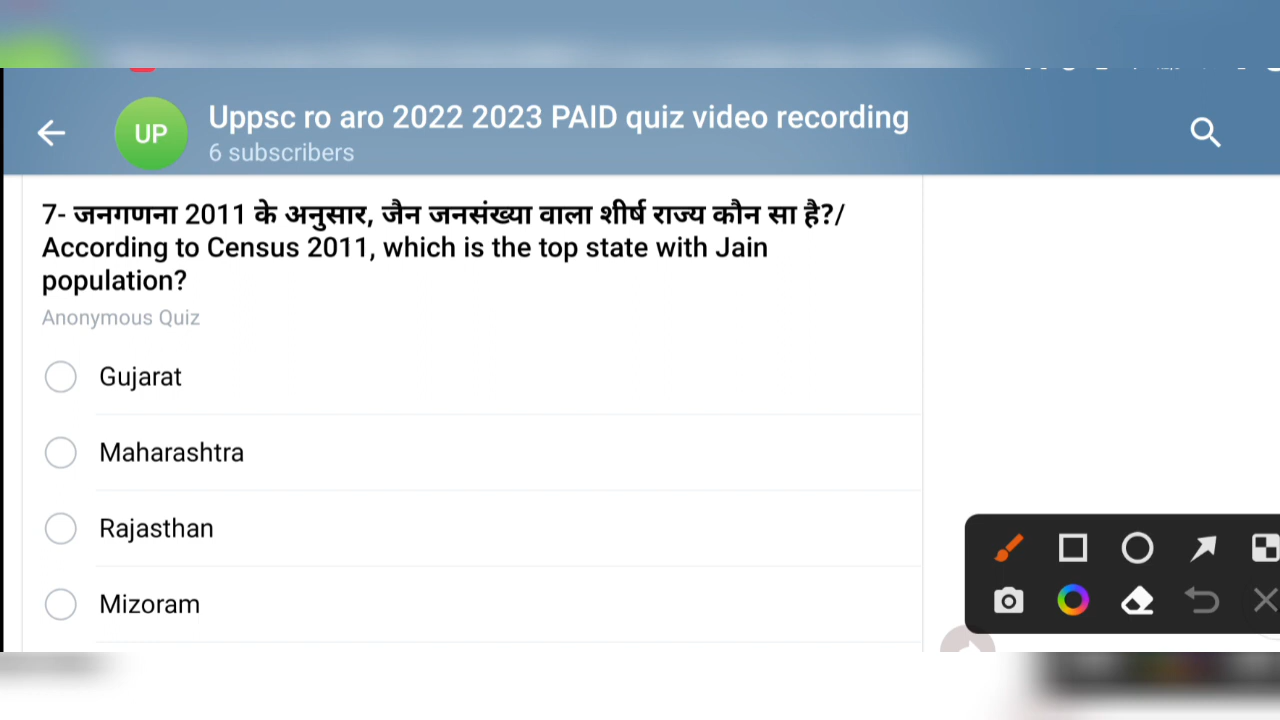 Uppsc ro aro 2022 2023 PAID quiz video recording
UP
6 subscribers
7- जनगणना 2011 के अनुसार, जैन जनसंख्या वाला शीर्ष राज्य कौन सा है?/
According to Census 2011, which is the top state with Jain
population?
Anonymous Quiz
Gujarat
Maharashtra
Rajasthan
Mizoram